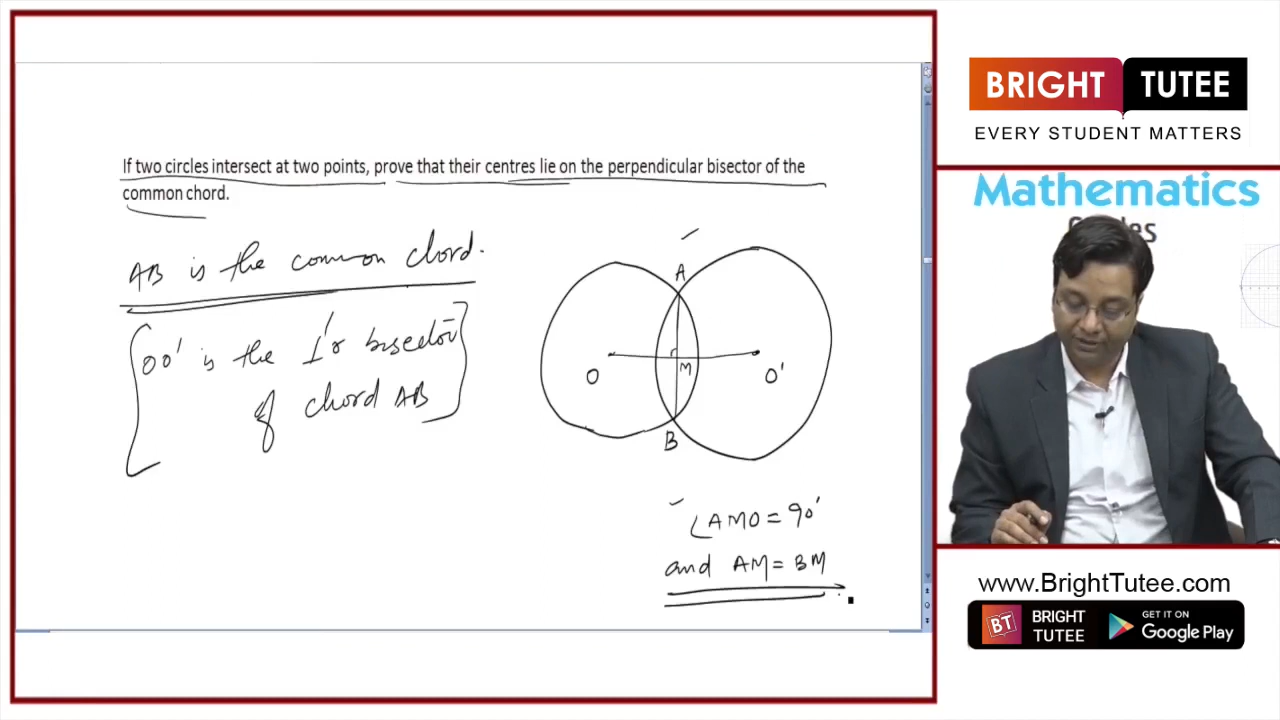 If two circles intersect at two points, prove that their centres lie on the perpendicular bisector of the
common chord.
AB is the common chord.
OO' is the ⊥'r bisector
of chord AB
A
M
O
O'
B
∠AMO = 90°
and AM = BM
BRIGHT TUTEE
EVERY STUDENT MATTERS
Mathematics
www.BrightTutee.com
BT
BRIGHT
TUTEE
GET IT ON
Google Play